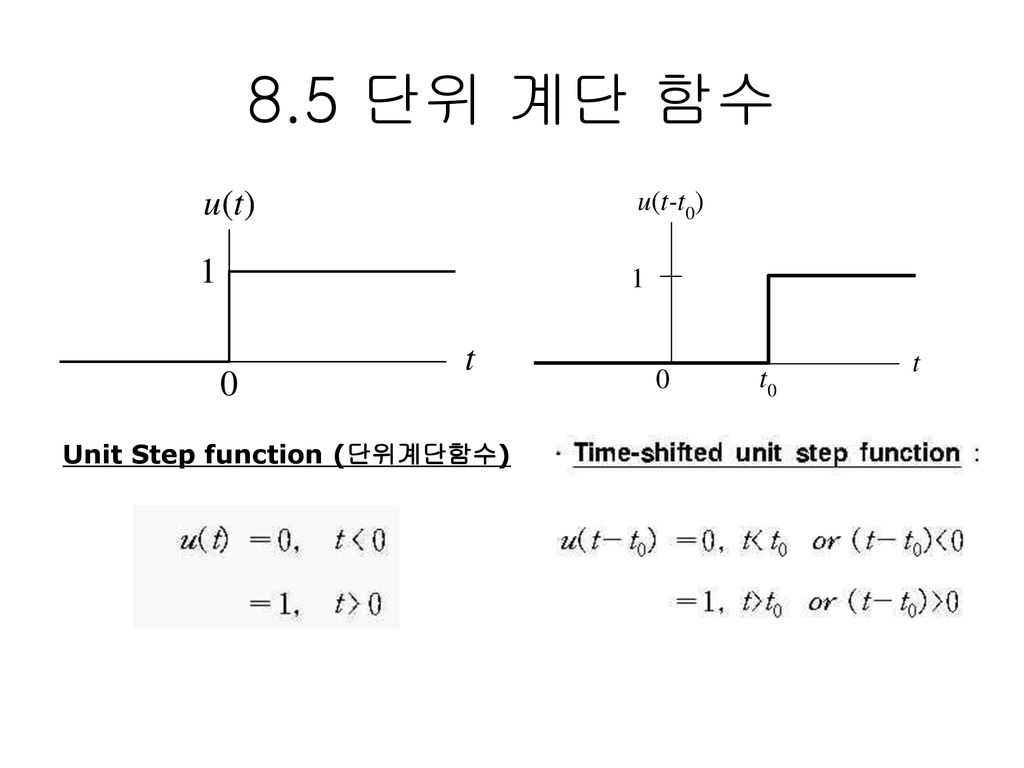 8.5 단위 계단 함수
u(t)
1
0
t
u(t-t0)
1
0
t0
t
Unit Step function (단위계단함수)
u(t) =0, t<0
=1, t>0
· Time-shifted unit step function :
u(t-t0) =0, t<t0 or (t-t0)<0
=1, t>t0 or (t-t0)>0